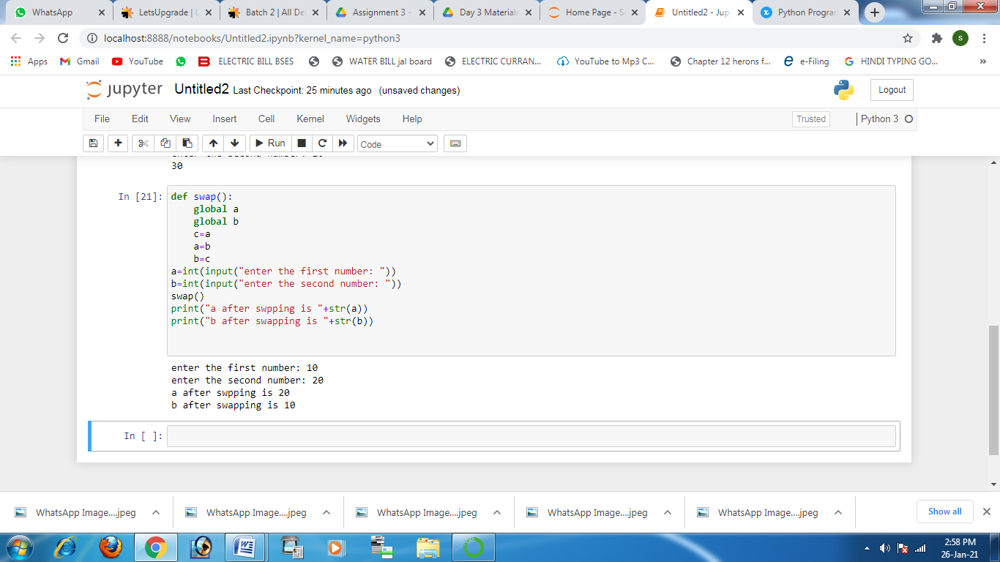 WhatsApp
LetsUpgrade | L
Batch 2 | All De
Assignment 3 -
Day 3 Materials
Home Page - S
Untitled2 - Jup
Python Progran
localhost:8888/notebooks/Untitled2.ipynb?kernel_name=python3
s
Apps
Gmail
YouTube
ELECTRIC BILL BSES
WATER BILL jal board
ELECTRIC CURRAN...
YouTube to Mp3 C...
Chapter 12 herons f...
e-Filing
HINDI TYPING GO...
»
jupyter Untitled2 Last Checkpoint: 25 minutes ago (unsaved changes)
Logout
File Edit View Insert Cell Kernel Widgets Help
Trusted
Python 3
Run
Code
30
In [21]:
def swap():
    global a
    global b
    c=a
    a=b
    b=c
a=int(input("enter the first number: "))
b=int(input("enter the second number: "))
swap()
print("a after swpping is "+str(a))
print("b after swapping is "+str(b))
enter the first number: 10
enter the second number: 20
a after swpping is 20
b after swapping is 10
In [ ]:
WhatsApp Image....jpeg
WhatsApp Image....jpeg
WhatsApp Image....jpeg
WhatsApp Image....jpeg
WhatsApp Image....jpeg
Show all
2:58 PM
26-Jan-21